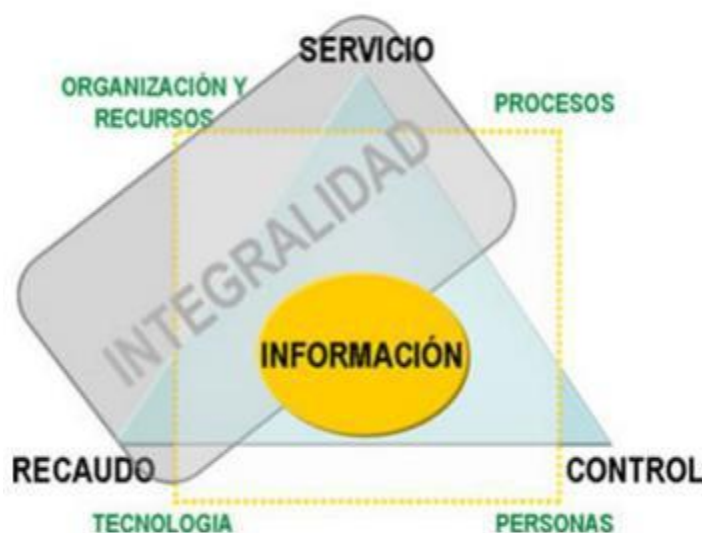 SERVICIO
ORGANIZACIÓN Y
RECURSOS
PROCESOS
INTEGRALIDAD
INFORMACIÓN
RECAUDO
CONTROL
TECNOLOGIA
PERSONAS